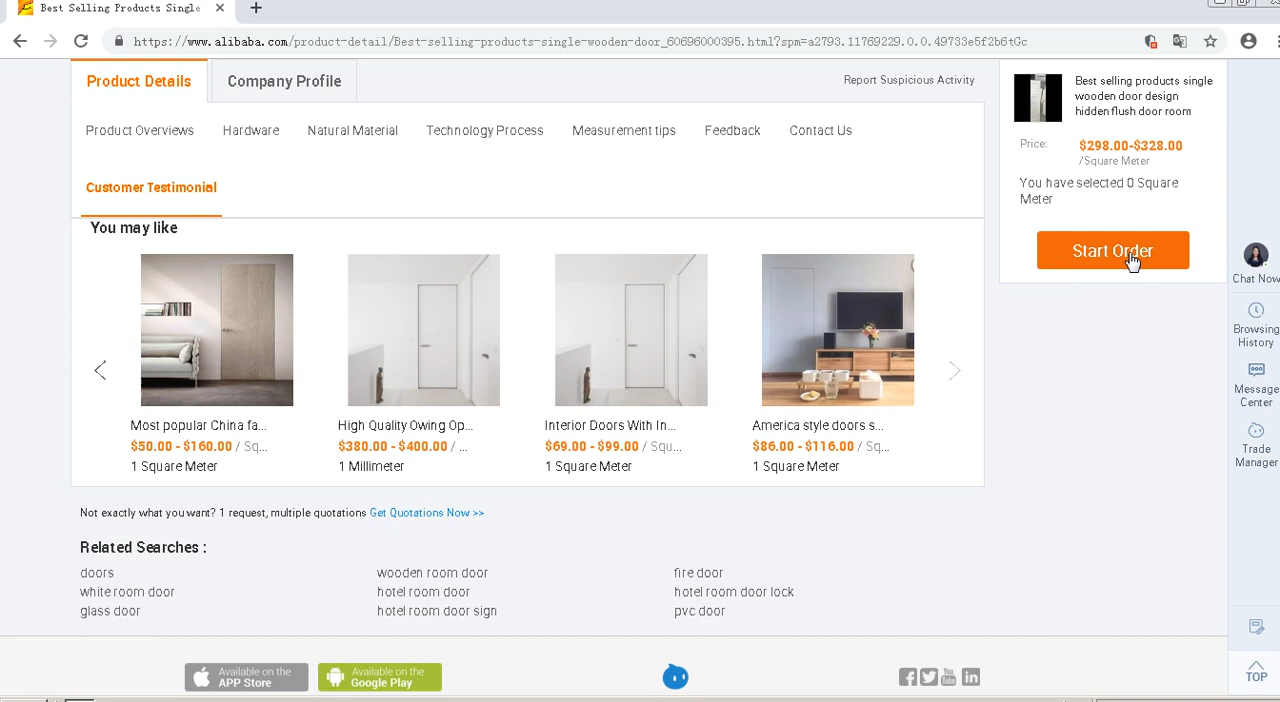 Best Selling Products Single
https://www.alibaba.com/product-detail/Best-selling-products-single-wooden-door_60696000395.html?spm=a2793.11769229.0.0.49733e5f2b6tGc
Product Details
Company Profile
Report Suspicious Activity
Product Overviews
Hardware
Natural Material
Technology Process
Measurement tips
Feedback
Contact Us
Customer Testimonial
You may like
Most popular China fa...
$50.00 - $160.00 / Sq...
1 Square Meter
High Quality Owing Op...
$380.00 - $400.00 / ...
1 Millimeter
Interior Doors With In...
$69.00 - $99.00 / Squ...
1 Square Meter
America style doors s...
$86.00 - $116.00 / Sq...
1 Square Meter
Not exactly what you want? 1 request, multiple quotations Get Quotations Now >>
Related Searches :
doors
wooden room door
fire door
white room door
hotel room door
hotel room door lock
glass door
hotel room door sign
pvc door
Available on the
APP Store
Available on the
Google Play
You
Best selling products single
wooden door design
hidden flush door room
Price:
$298.00-$328.00
/Square Meter
You have selected 0 Square
Meter
Start Order
Chat Now
Browsing
History
Message
Center
Trade
Manager
TOP